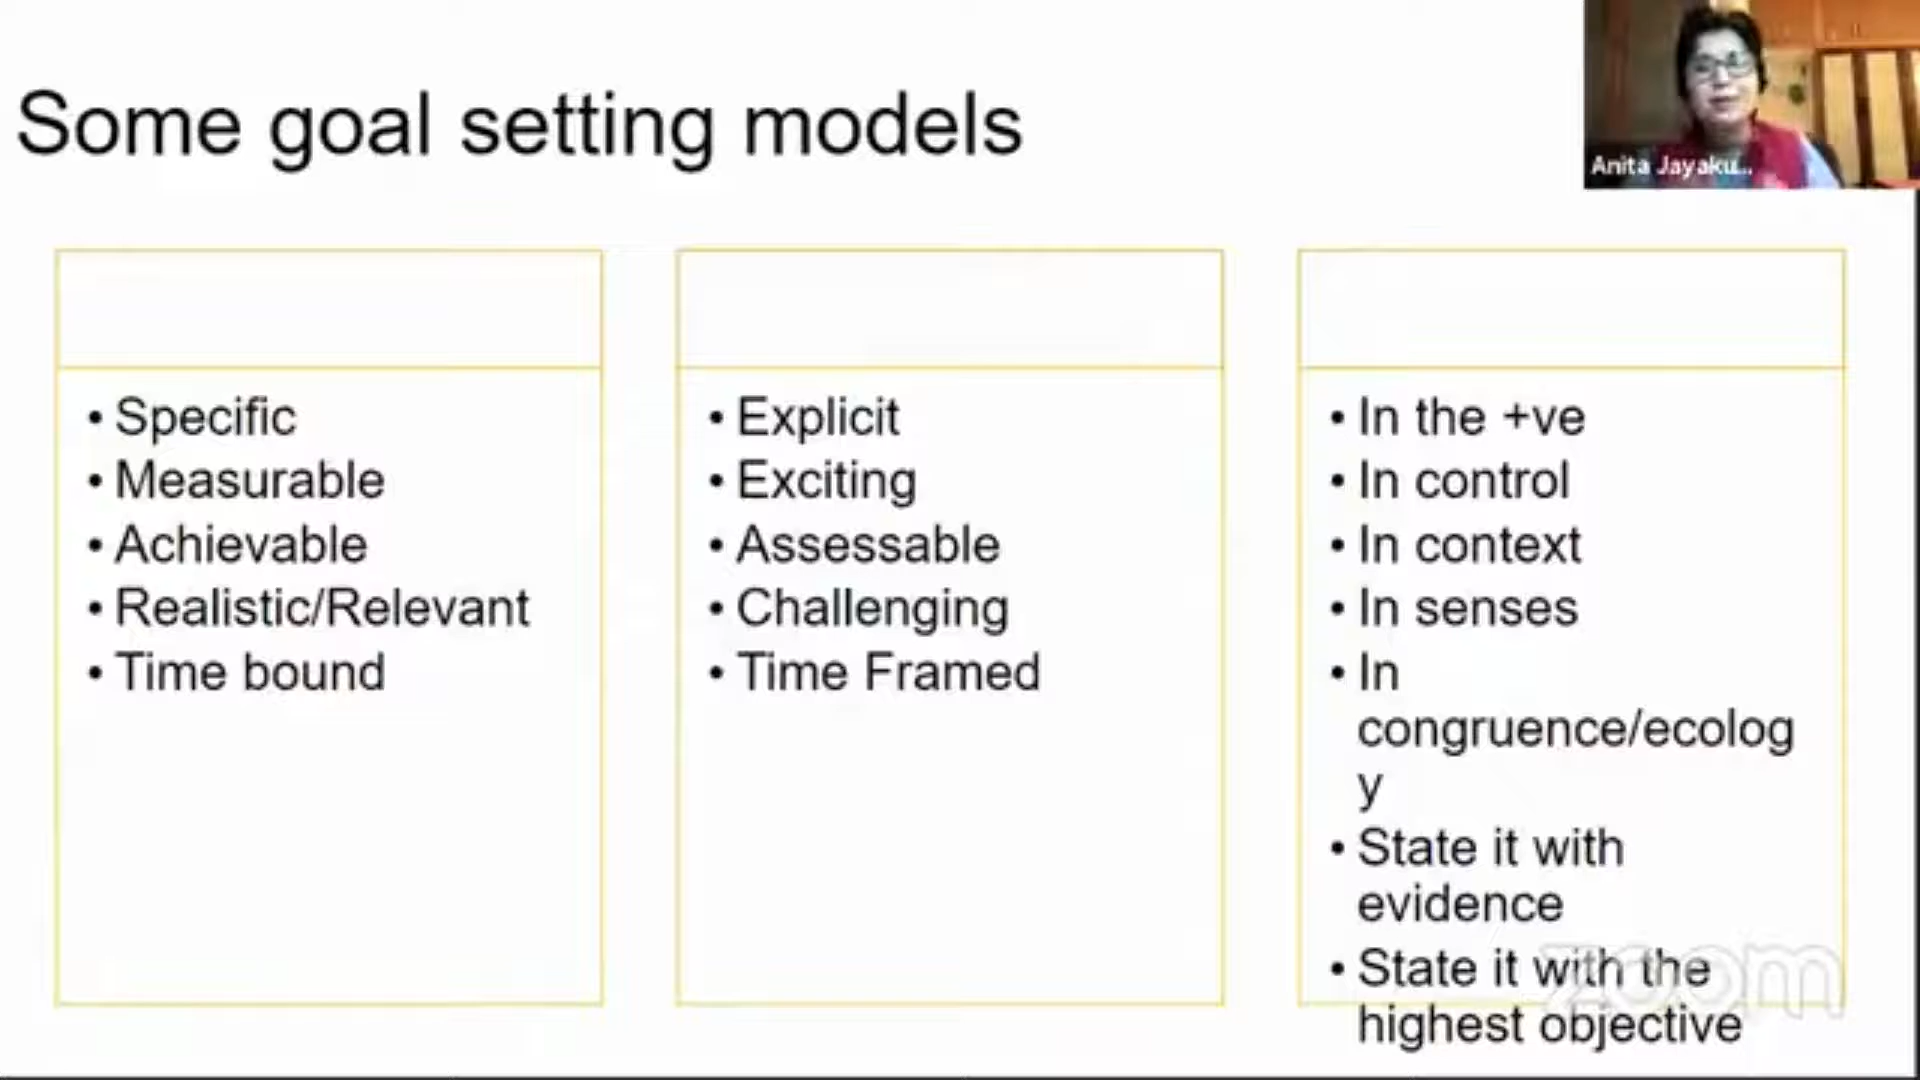 Some goal setting models
Anita Jayaku...
• Specific
• Measurable
• Achievable
• Realistic/Relevant
• Time bound
• Explicit
• Exciting
• Assessable
• Challenging
• Time Framed
• In the +ve
• In control
• In context
• In senses
• In
congruence/ecolog
y
• State it with
evidence
• State it with the
highest objective
zoom